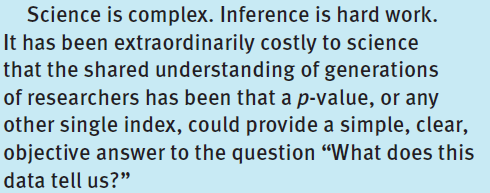 Science is complex. Inference is hard work.
It has been extraordinarily costly to science
that the shared understanding of generations
of researchers has been that a p-value, or any
other single index, could provide a simple, clear,
objective answer to the question “What does this
data tell us?”